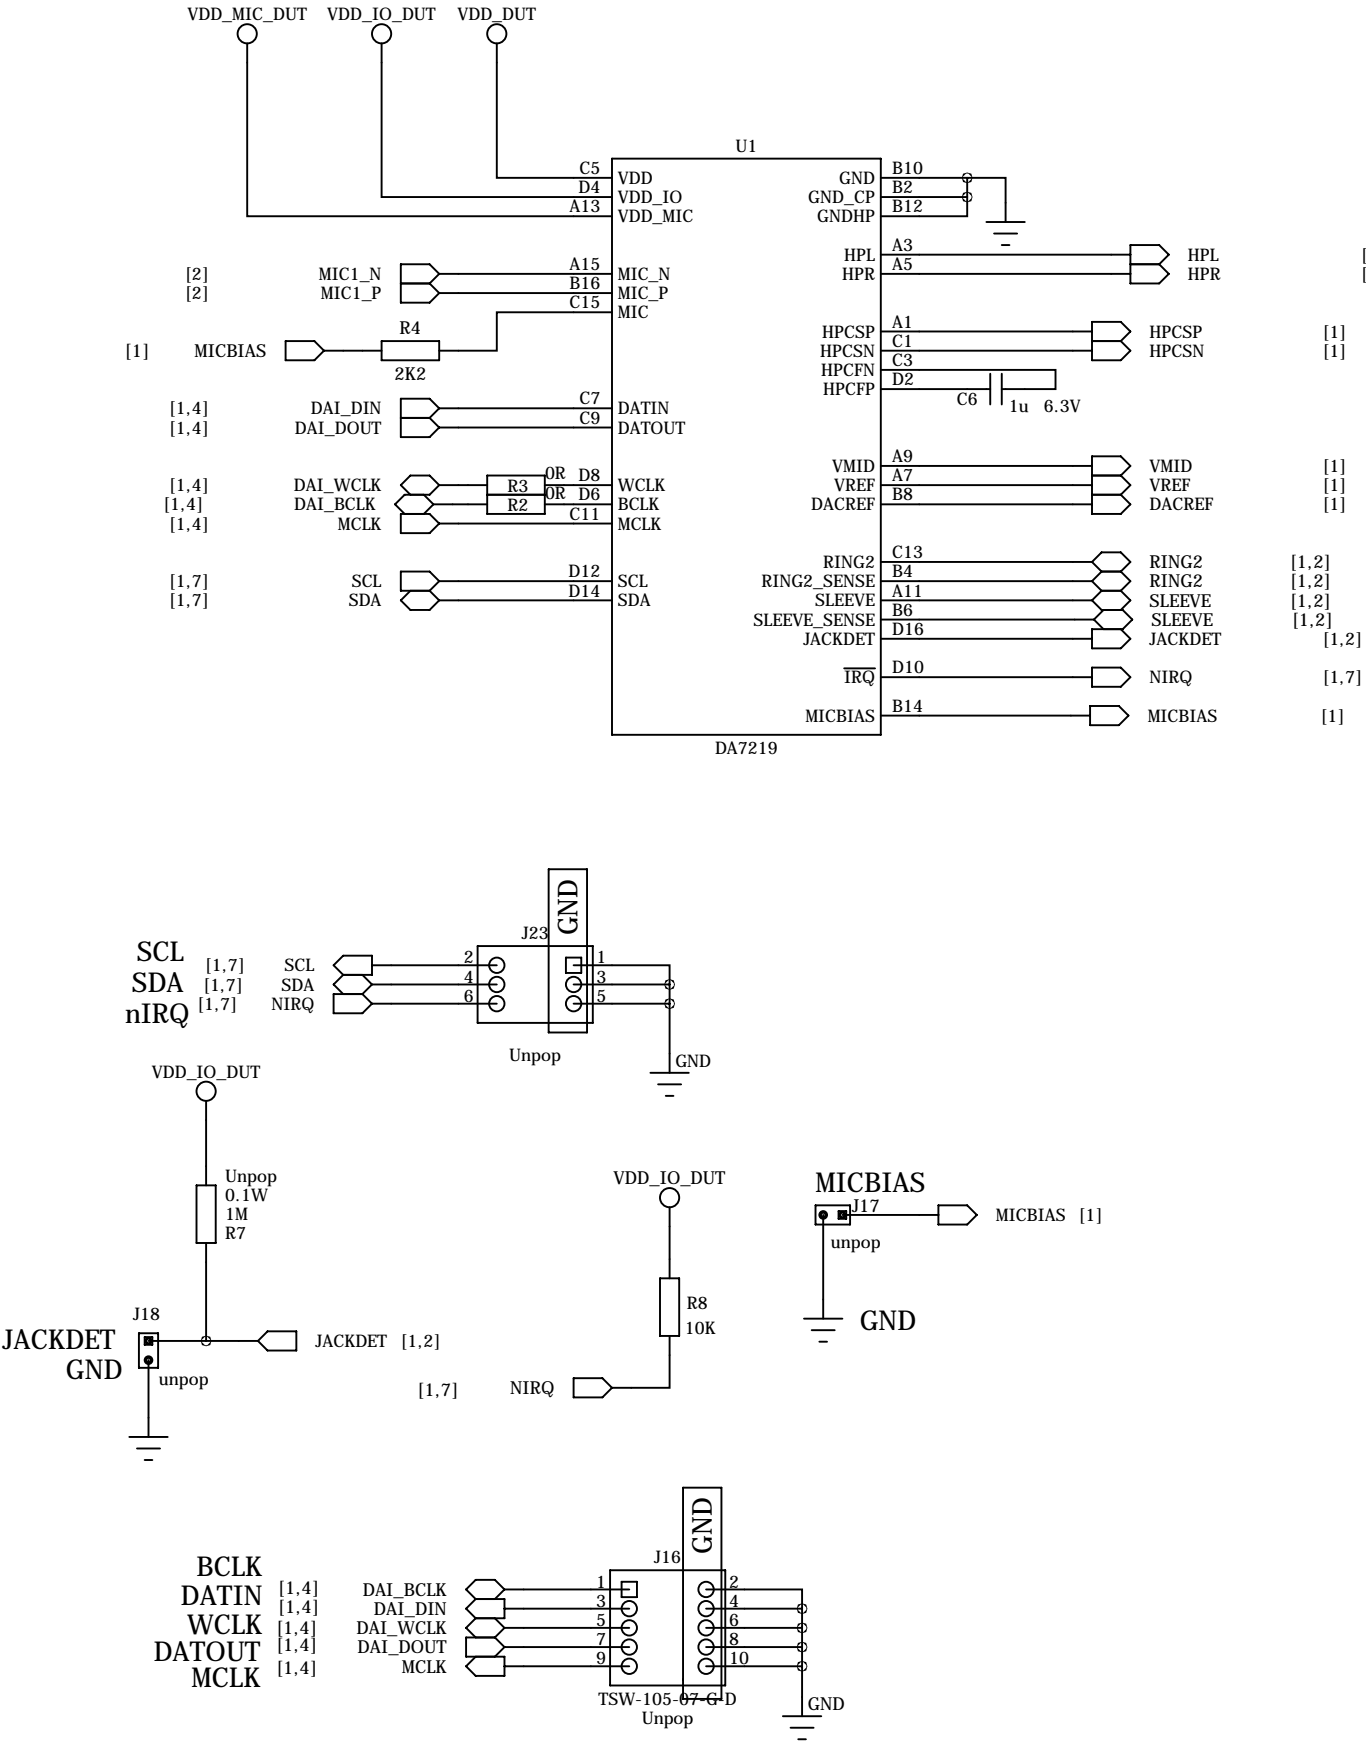 VDD_MIC_DUT VDD_IO_DUT VDD_DUT
U1
C5 VDD GND B10
D4 VDD_IO GND_CP B2
A13 VDD_MIC GNDHP B12
HPL A3 HPL [
[2] MIC1_N A15 MIC_N HPR A5 HPR [
[2] MIC1_P B16 MIC_P
C15 MIC
R4
HPCSP A1 HPCSP [1]
[1] MICBIAS HPCSN C1 HPCSN [1]
2K2 HPCFN C3
HPCFP D2
C6 1u 6.3V
[1,4] DAI_DIN C7 DATIN
[1,4] DAI_DOUT C9 DATOUT
VMID A9 VMID [1]
[1,4] DAI_WCLK R3 0R D8 WCLK VREF A7 VREF [1]
[1,4] DAI_BCLK R2 0R D6 BCLK DACREF B8 DACREF [1]
[1,4] MCLK C11 MCLK
RING2 C13 RING2 [1,2]
[1,7] SCL D12 SCL RING2_SENSE B4 RING2 [1,2]
[1,7] SDA D14 SDA SLEEVE A11 SLEEVE [1,2]
SLEEVE_SENSE B6 SLEEVE [1,2]
JACKDET D16 JACKDET [1,2]
IRQ D10 NIRQ [1,7]
MICBIAS B14 MICBIAS [1]
DA7219
GND
J23
SCL [1,7] SCL 2 1
SDA [1,7] SDA 4 3
nIRQ [1,7] NIRQ 6 5
Unpop
GND
VDD_IO_DUT
Unpop
0.1W
1M
R7
J18
JACKDET JACKDET [1,2]
GND
unpop
VDD_IO_DUT
R8
10K
[1,7] NIRQ
MICBIAS
J17 MICBIAS [1]
unpop
GND
GND
J16
BCLK [1,4] DAI_BCLK 1 2
DATIN [1,4] DAI_DIN 3 4
WCLK [1,4] DAI_WCLK 5 6
DATOUT [1,4] DAI_DOUT 7 8
MCLK [1,4] MCLK 9 10
TSW-105-07-G-D
Unpop
GND